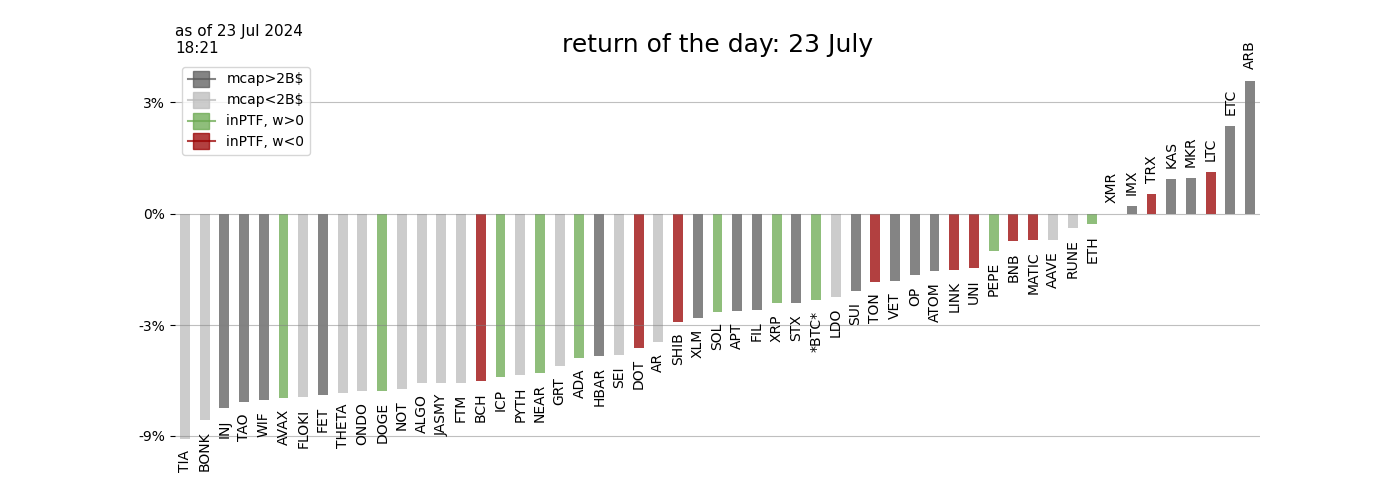 as of 23 Jul 2024
18:21
return of the day: 23 July
mcap>2B$
mcap<2B$
inPTF, w>0
inPTF, w<0
3%
0%
-3%
-9%
TIA
BONK
INJ
TAO
WIF
AVAX
FLOKI
FET
THETA
ONDO
DOGE
NOT
ALGO
JASMY
FTM
BCH
ICP
PYTH
NEAR
GRT
ADA
HBAR
SEI
DOT
AR
SHIB
XLM
SOL
APT
FIL
XRP
STX
*BTC*
LDO
SUI
TON
VET
OP
ATOM
LINK
UNI
PEPE
BNB
MATIC
AAVE
RUNE
ETH
XMR
IMX
TRX
KAS
MKR
LTC
ETC
ARB